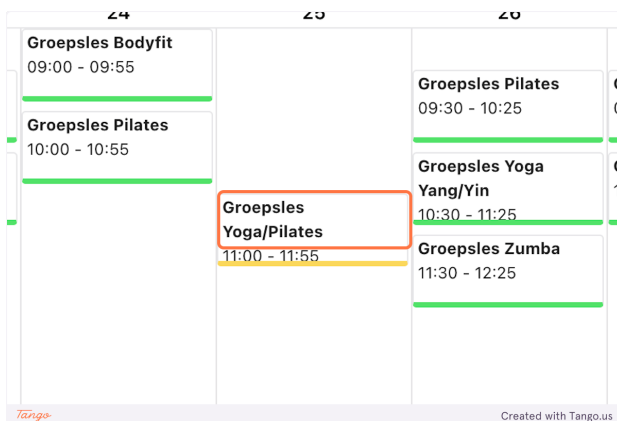 24
25
26
Groepsles Bodyfit
09:00 - 09:55
Groepsles Pilates
10:00 - 10:55
Groepsles
Yoga/Pilates
11:00 - 11:55
Groepsles Pilates
09:30 - 10:25
Groepsles Yoga
Yang/Yin
10:30 - 11:25
Groepsles Zumba
11:30 - 12:25
Tango
Created with Tango.us